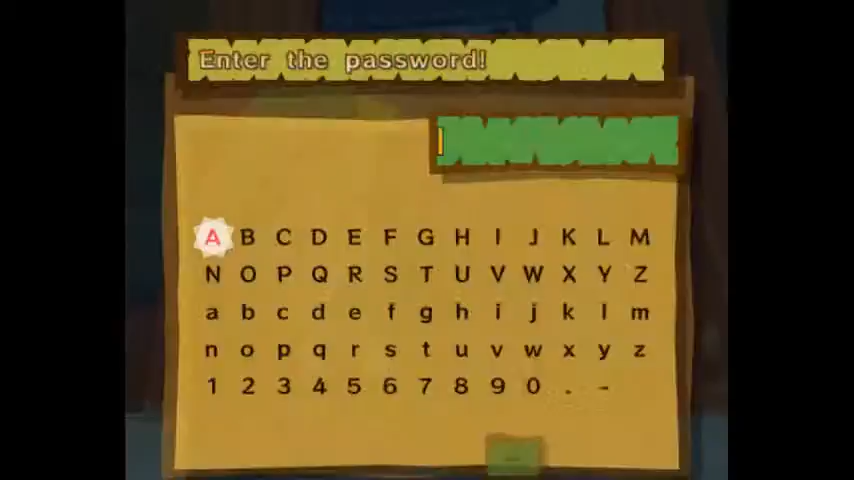 Enter the password!
A B C D E F G H I J K L M
N O P Q R S T U V W X Y Z
a b c d e f g h i j k l m
n o p q r s t u v w x y z
1 2 3 4 5 6 7 8 9 0 . -